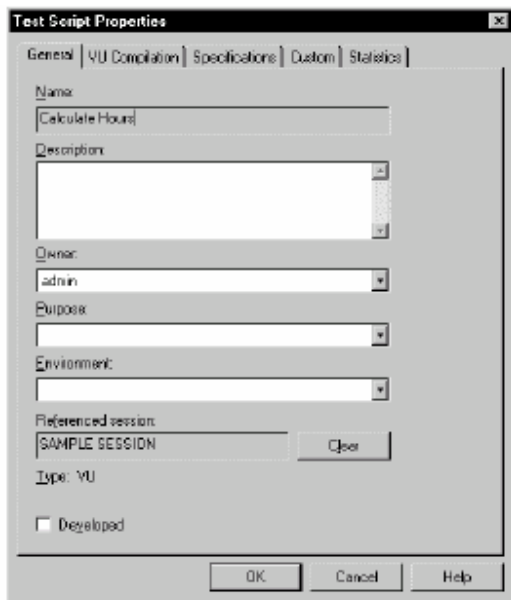 Test Script Properties
General VU Compilation Specifications Custom Statistics
Name:
Calculate Hours
Description:
Owner:
admin
Purpose:
Environment:
Referenced session:
SAMPLE SESSION
Clear
Type: VU
Developed
OK Cancel Help